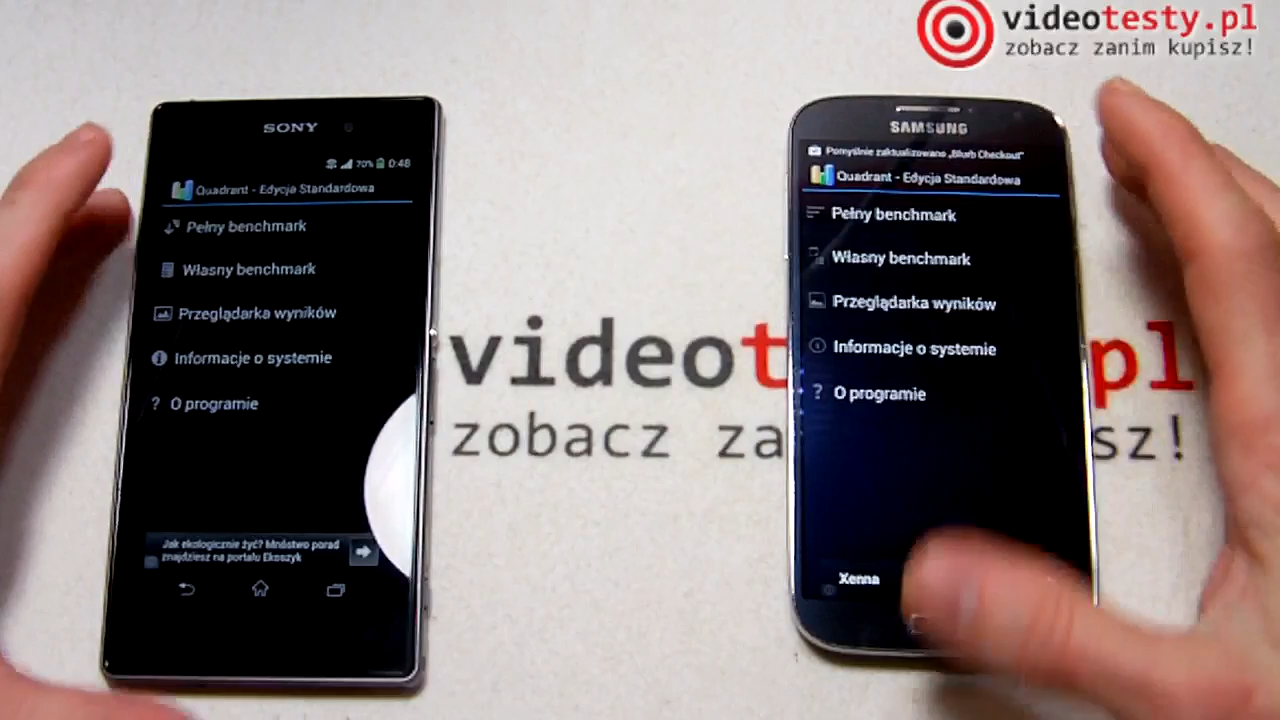 videotesty.pl
zobacz zanim kupisz!
SONY
70% 0:48
Quadrant - Edycja Standardowa
Pełny benchmark
Własny benchmark
Przeglądarka wyników
Informacje o systemie
? O programie
Jak ekologicznie żyć? Mnóstwo porad
znajdziesz na portalu Ekoszyk
SAMSUNG
Pomyślnie zaktualizowano „Blurb Checkout"
Quadrant - Edycja Standardowa
Pełny benchmark
Własny benchmark
Przeglądarka wyników
Informacje o systemie
? O programie
Xenna
videot pl
zobacz za sz!